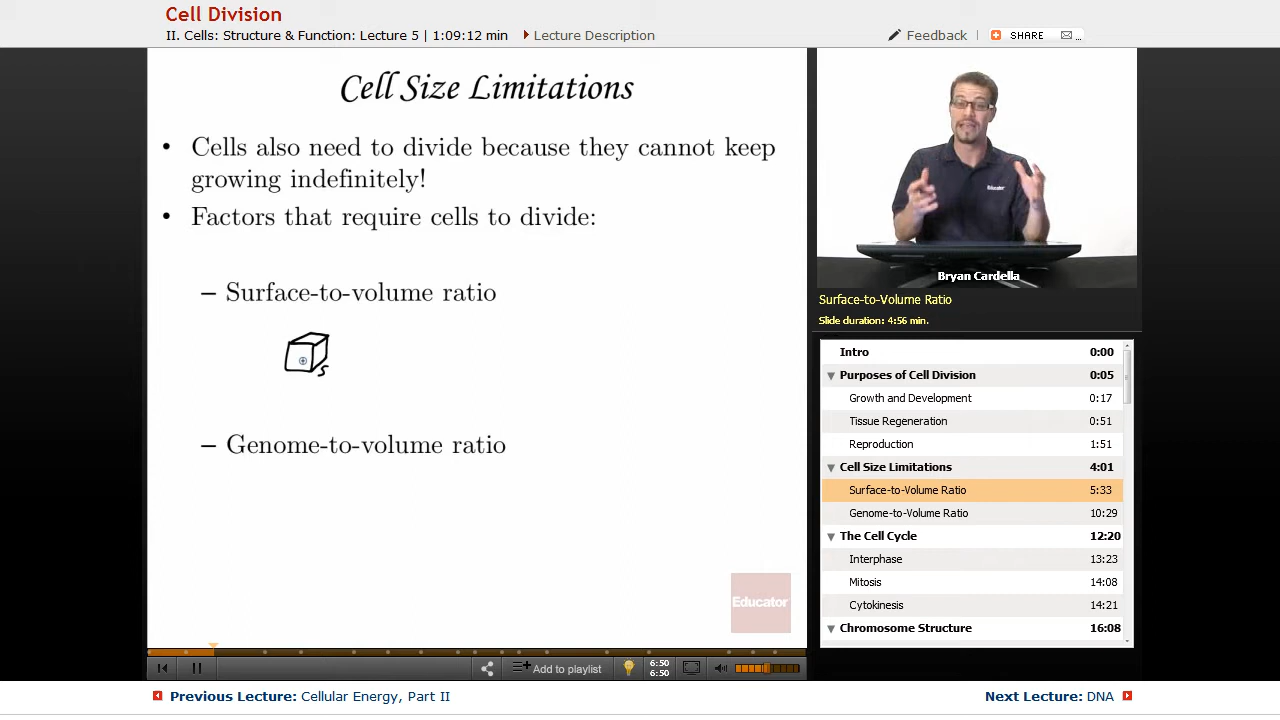 Cell Division
II. Cells: Structure & Function: Lecture 5 | 1:09:12 min
Lecture Description
Feedback
SHARE
Cell Size Limitations
• Cells also need to divide because they cannot keep
growing indefinitely!
• Factors that require cells to divide:
– Surface-to-volume ratio
s
– Genome-to-volume ratio
Educator
Educator
Bryan Cardella
Surface-to-Volume Ratio
Slide duration: 4:56 min.
Intro 0:00
Purposes of Cell Division 0:05
Growth and Development 0:17
Tissue Regeneration 0:51
Reproduction 1:51
Cell Size Limitations 4:01
Surface-to-Volume Ratio 5:33
Genome-to-Volume Ratio 10:29
The Cell Cycle 12:20
Interphase 13:23
Mitosis 14:08
Cytokinesis 14:21
Chromosome Structure 16:08
Add to playlist
6:50
6:50
Previous Lecture: Cellular Energy, Part II
Next Lecture: DNA